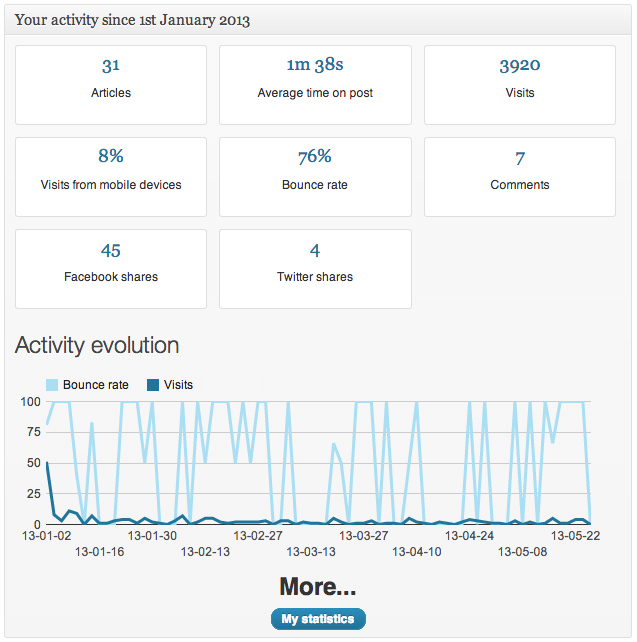 Your activity since 1st January 2013
31
1m 38s
3920
Articles
Average time on post
Visits
8%
76%
7
Visits from mobile devices
Bounce rate
Comments
45
4
Facebook shares
Twitter shares
Activity evolution
Bounce rate
Visits
100
75
50
25
0
13-01-02
13-01-30
13-02-27
13-03-27
13-04-24
13-05-22
13-01-16
13-02-13
13-03-13
13-04-10
13-05-08
More...
My statistics